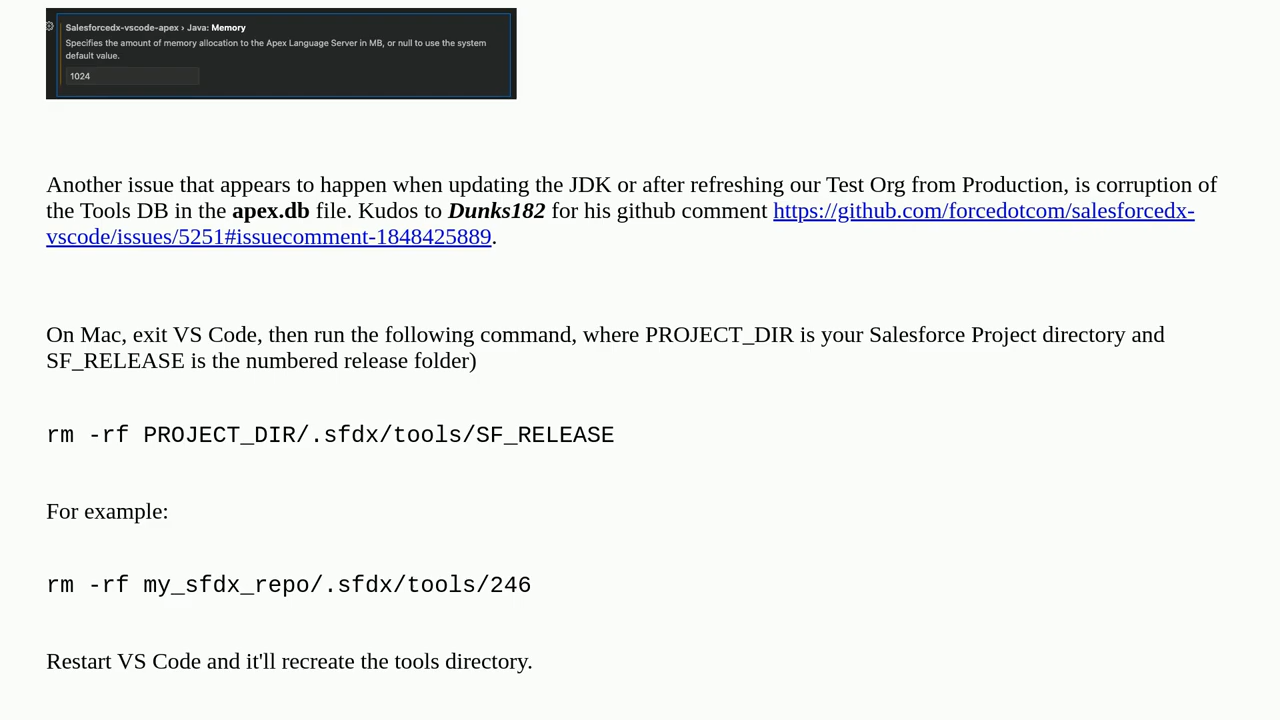 Salesforcedx-vscode-apex › Java: Memory
Specifies the amount of memory allocation to the Apex Language Server in MB, or null to use the system
default value.
1024
Another issue that appears to happen when updating the JDK or after refreshing our Test Org from Production, is corruption of
the Tools DB in the apex.db file. Kudos to Dunks182 for his github comment https://github.com/forcedotcom/salesforcedx-
vscode/issues/5251#issuecomment-1848425889.
On Mac, exit VS Code, then run the following command, where PROJECT_DIR is your Salesforce Project directory and
SF_RELEASE is the numbered release folder)
rm -rf PROJECT_DIR/.sfdx/tools/SF_RELEASE
For example:
rm -rf my_sfdx_repo/.sfdx/tools/246
Restart VS Code and it'll recreate the tools directory.